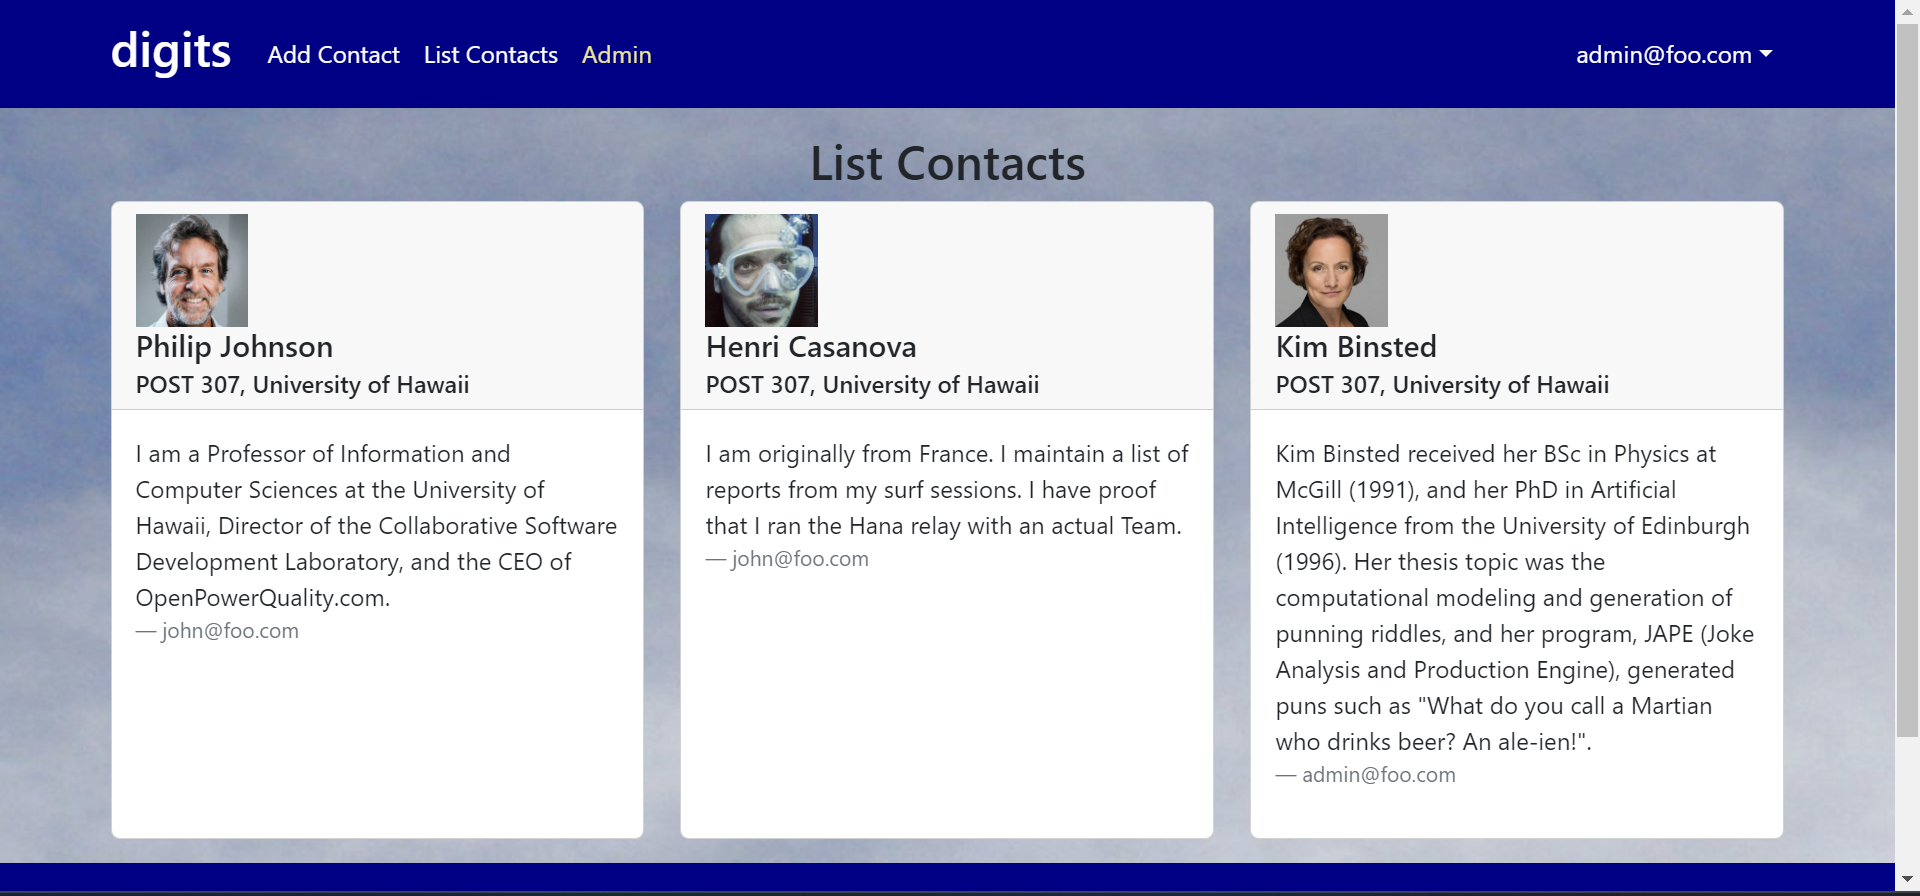 digits Add Contact List Contacts Admin admin@foo.com
List Contacts
Philip Johnson
POST 307, University of Hawaii
I am a Professor of Information and
Computer Sciences at the University of
Hawaii, Director of the Collaborative Software
Development Laboratory, and the CEO of
OpenPowerQuality.com.
— john@foo.com
Henri Casanova
POST 307, University of Hawaii
I am originally from France. I maintain a list of
reports from my surf sessions. I have proof
that I ran the Hana relay with an actual Team.
— john@foo.com
Kim Binsted
POST 307, University of Hawaii
Kim Binsted received her BSc in Physics at
McGill (1991), and her PhD in Artificial
Intelligence from the University of Edinburgh
(1996). Her thesis topic was the
computational modeling and generation of
punning riddles, and her program, JAPE (Joke
Analysis and Production Engine), generated
puns such as "What do you call a Martian
who drinks beer? An ale-ien!".
— admin@foo.com